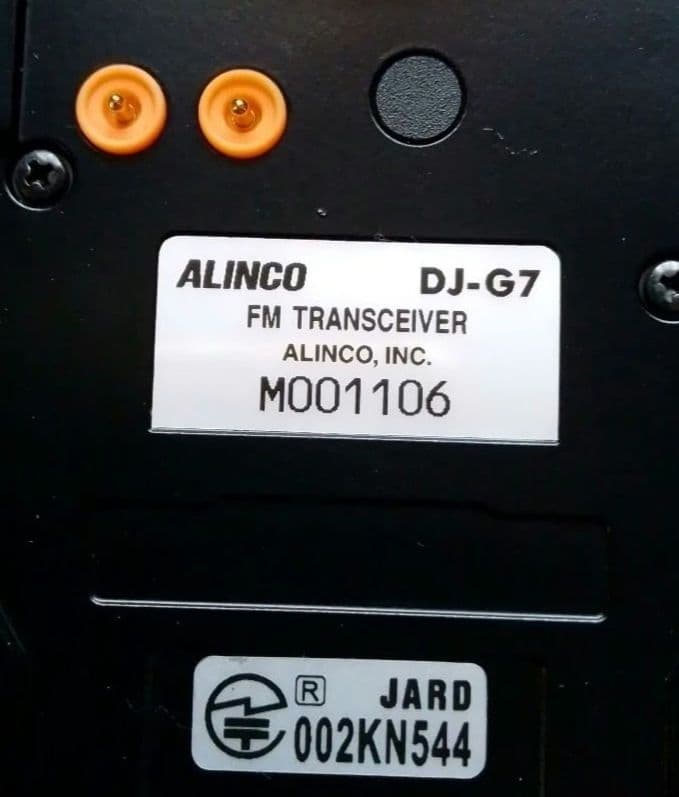 ALINCO DJ-G7
FM TRANSCEIVER
ALINCO, INC.
M001106
R JARD
002KN544